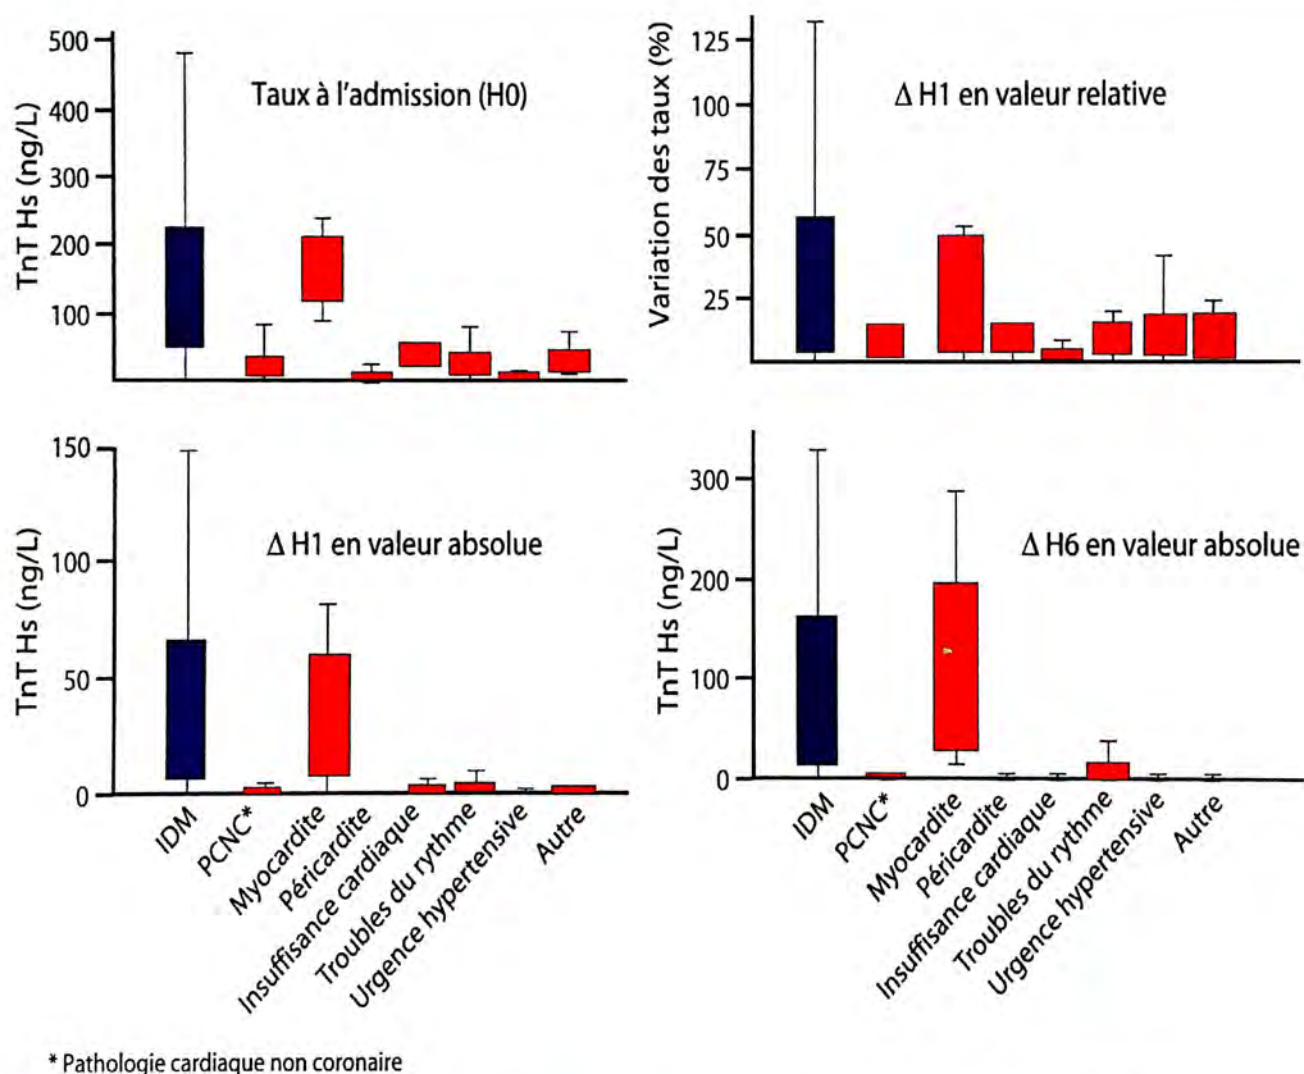 Taux à l'admission (H0)
TnT Hs (ng/L)
500
400
300
200
100
Δ H1 en valeur relative
Variation des taux (%)
125
100
75
50
25
Δ H1 en valeur absolue
TnT Hs (ng/L)
150
100
50
0
IDM
PCNC*
Myocardite
Péricardite
Insuffisance cardiaque
Troubles du rythme
Urgence hypertensive
Autre
Δ H6 en valeur absolue
TnT Hs (ng/L)
300
200
100
0
IDM
PCNC*
Myocardite
Péricardite
Insuffisance cardiaque
Troubles du rythme
Urgence hypertensive
Autre
* Pathologie cardiaque non coronaire